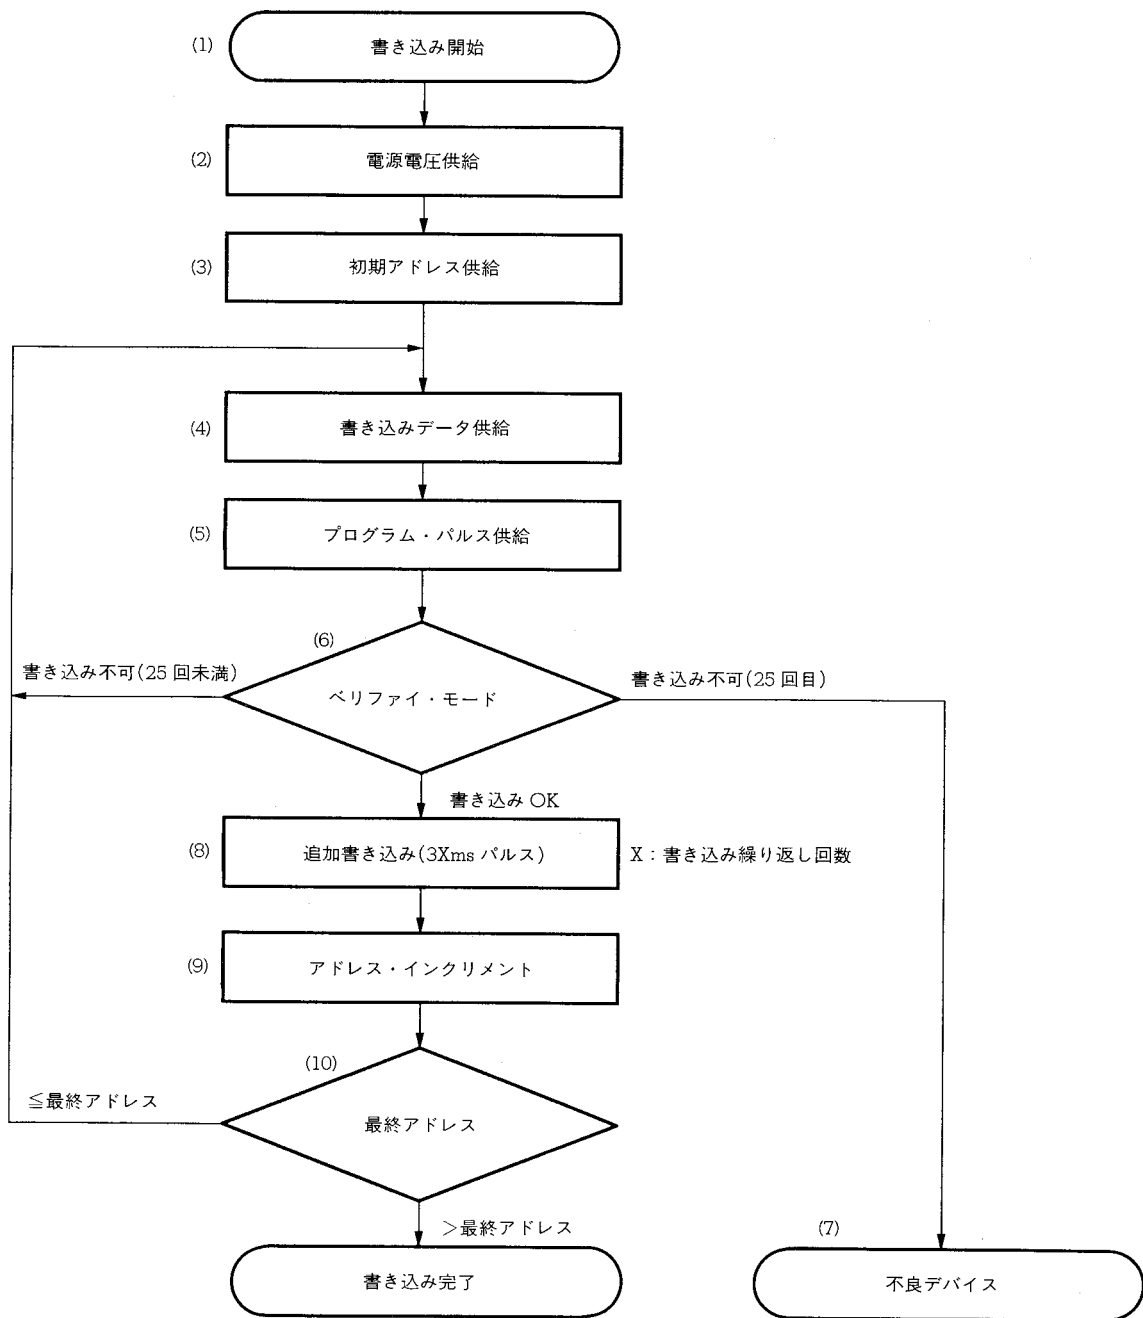 (1)
書き込み開始
(2)
電源電圧供給
(3)
初期アドレス供給
(4)
書き込みデータ供給
(5)
プログラム・パルス供給
(6)
書き込み不可(25回未満)
ベリファイ・モード
書き込み不可(25回目)
書き込みOK
(8)
追加書き込み(3Xmsパルス)
X:書き込み繰り返し回数
(9)
アドレス・インクリメント
(10)
≦最終アドレス
最終アドレス
>最終アドレス
(7)
書き込み完了
不良デバイス